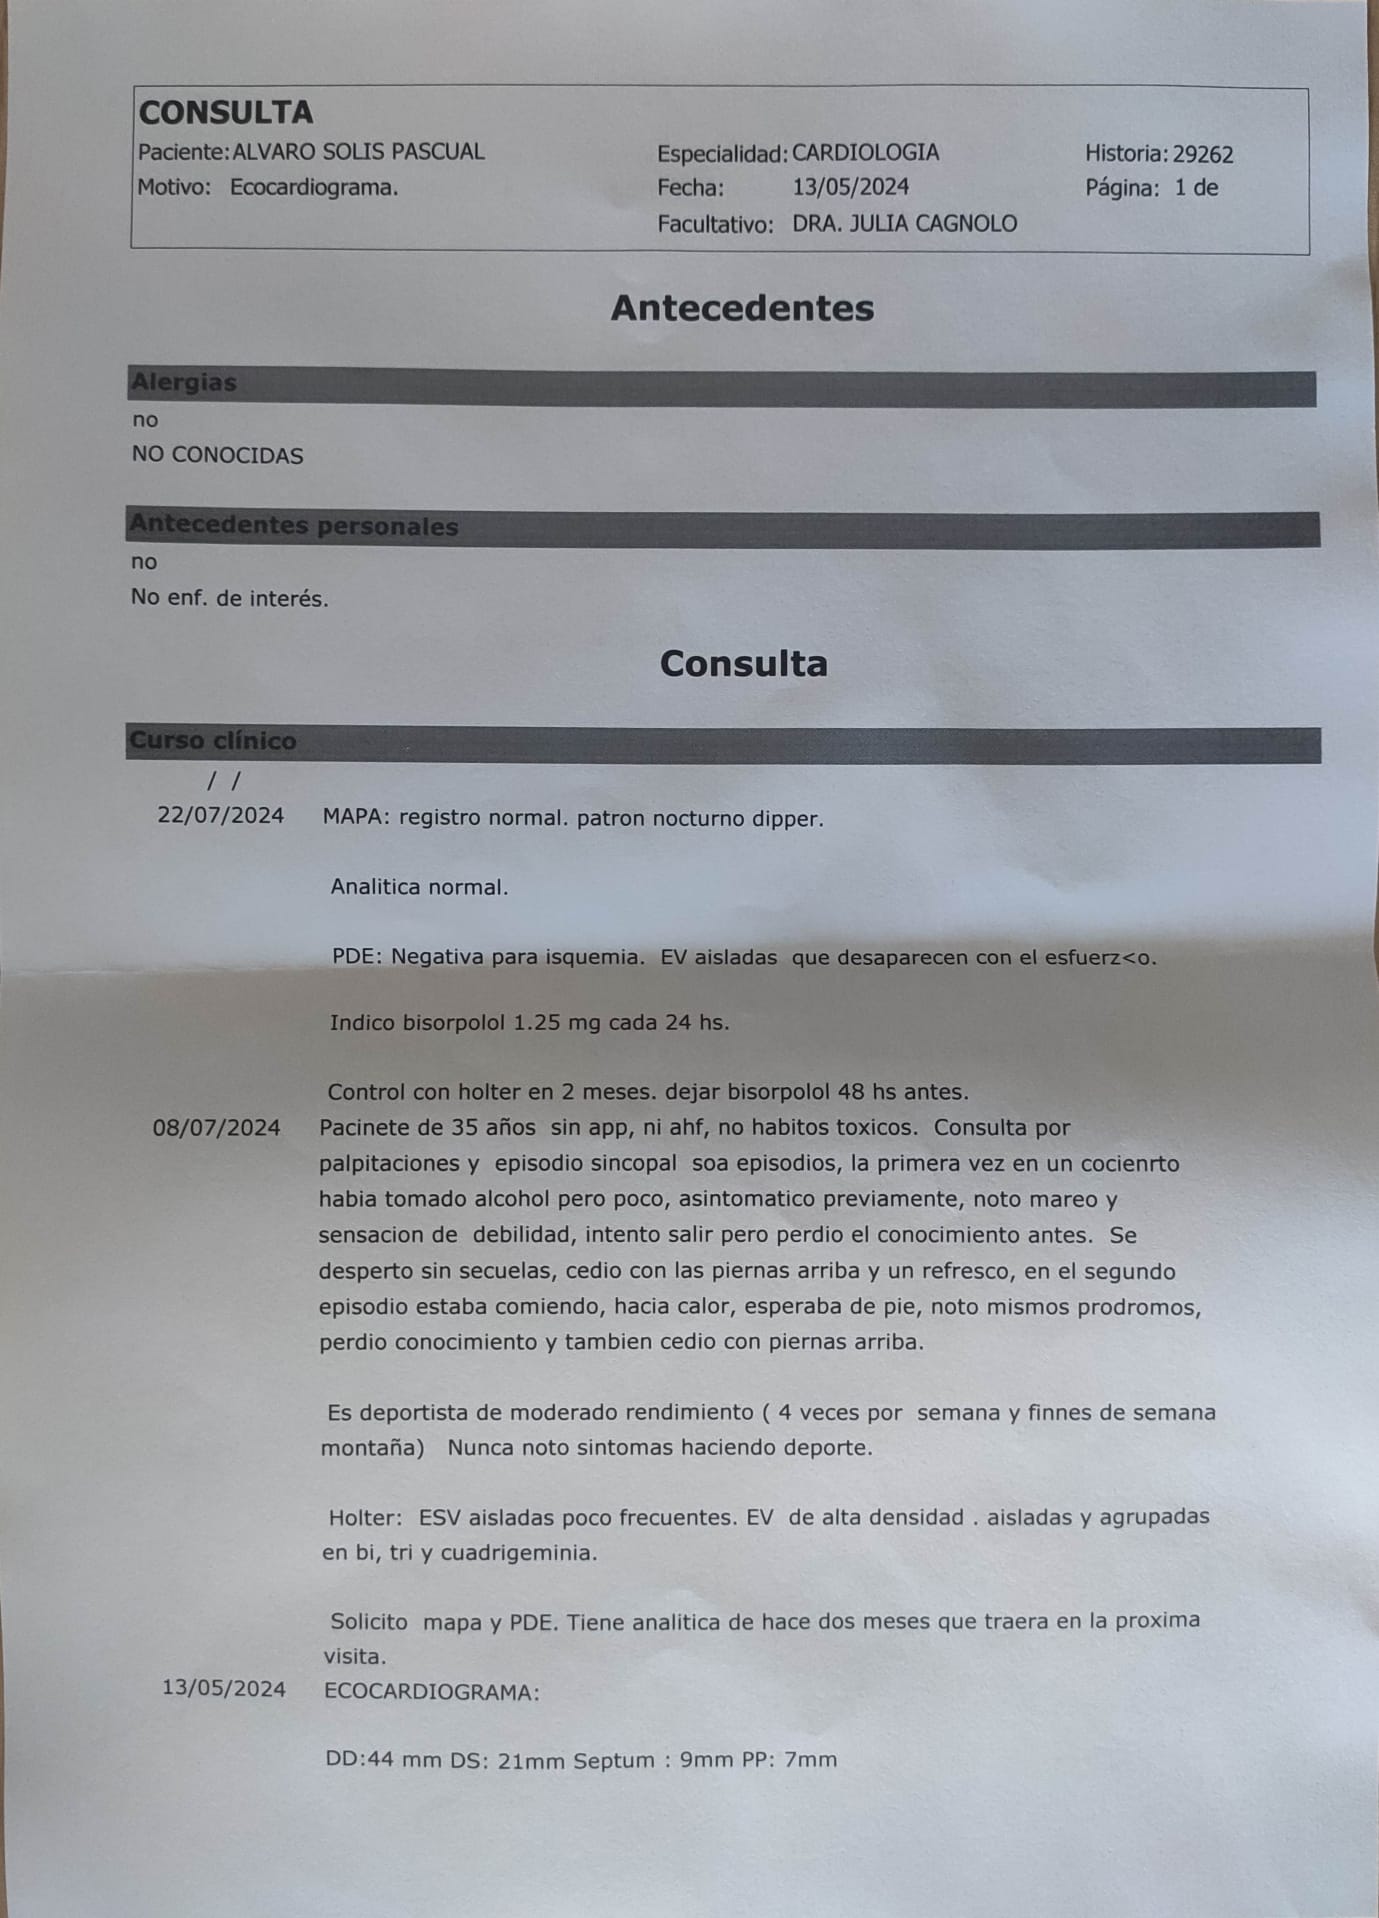 CONSULTA
Paciente: ALVARO SOLIS PASCUAL Especialidad: CARDIOLOGIA Historia: 29262
Motivo: Ecocardiograma. Fecha: 13/05/2024 Página: 1 de
Facultativo: DRA. JULIA CAGNOLO
Antecedentes
Alergias
no
NO CONOCIDAS
Antecedentes personales
no
No enf. de interés.
Consulta
Curso clínico
/ /
22/07/2024 MAPA: registro normal. patron nocturno dipper.
Analitica normal.
PDE: Negativa para isquemia. EV aisladas que desaparecen con el esfuerz<o.
Indico bisorpolol 1.25 mg cada 24 hs.
Control con holter en 2 meses. dejar bisorpolol 48 hs antes.
08/07/2024 Pacinete de 35 años sin app, ni ahf, no habitos toxicos. Consulta por
palpitaciones y episodio sincopal soa episodios, la primera vez en un cocienrto
habia tomado alcohol pero poco, asintomatico previamente, noto mareo y
sensacion de debilidad, intento salir pero perdio el conocimiento antes. Se
desperto sin secuelas, cedio con las piernas arriba y un refresco, en el segundo
episodio estaba comiendo, hacia calor, esperaba de pie, noto mismos prodromos,
perdio conocimiento y tambien cedio con piernas arriba.
Es deportista de moderado rendimiento ( 4 veces por semana y finnes de semana
montaña) Nunca noto sintomas haciendo deporte.
Holter: ESV aisladas poco frecuentes. EV de alta densidad . aisladas y agrupadas
en bi, tri y cuadrigeminia.
Solicito mapa y PDE. Tiene analitica de hace dos meses que traera en la proxima
visita.
13/05/2024 ECOCARDIOGRAMA:
DD:44 mm DS: 21mm Septum : 9mm PP: 7mm